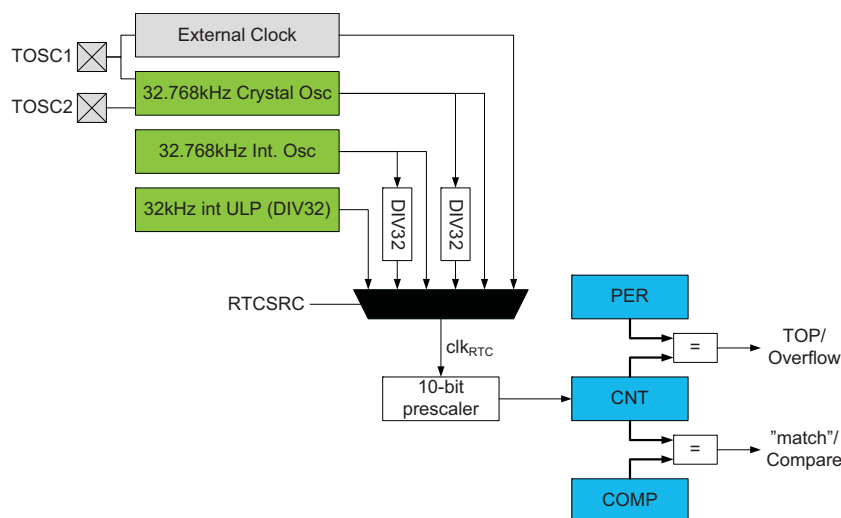 External Clock
TOSC1
32.768kHz Crystal Osc
TOSC2
32.768kHz Int. Osc
32kHz int ULP (DIV32)
DIV32
DIV32
RTCSRC
PER
clkRTC
=
TOP/
Overflow
10-bit
prescaler
CNT
=
”match”/
Compare
COMP